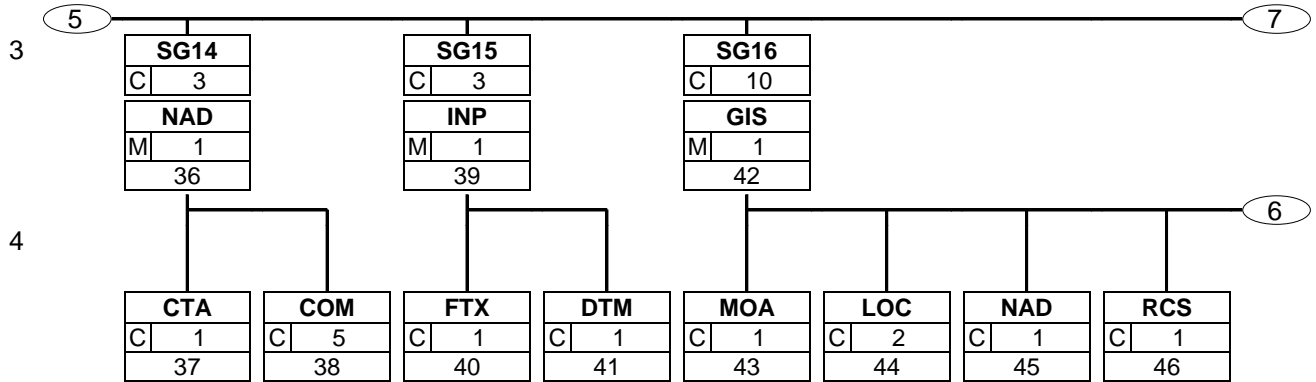 5 7
3
SG14 SG15 SG16
C 3 C 3 C 10
NAD INP GIS
M 1 M 1 M 1
36 39 42
6
4
CTA COM FTX DTM MOA LOC NAD RCS
C 1 C 5 C 1 C 1 C 1 C 2 C 1 C 1
37 38 40 41 43 44 45 46